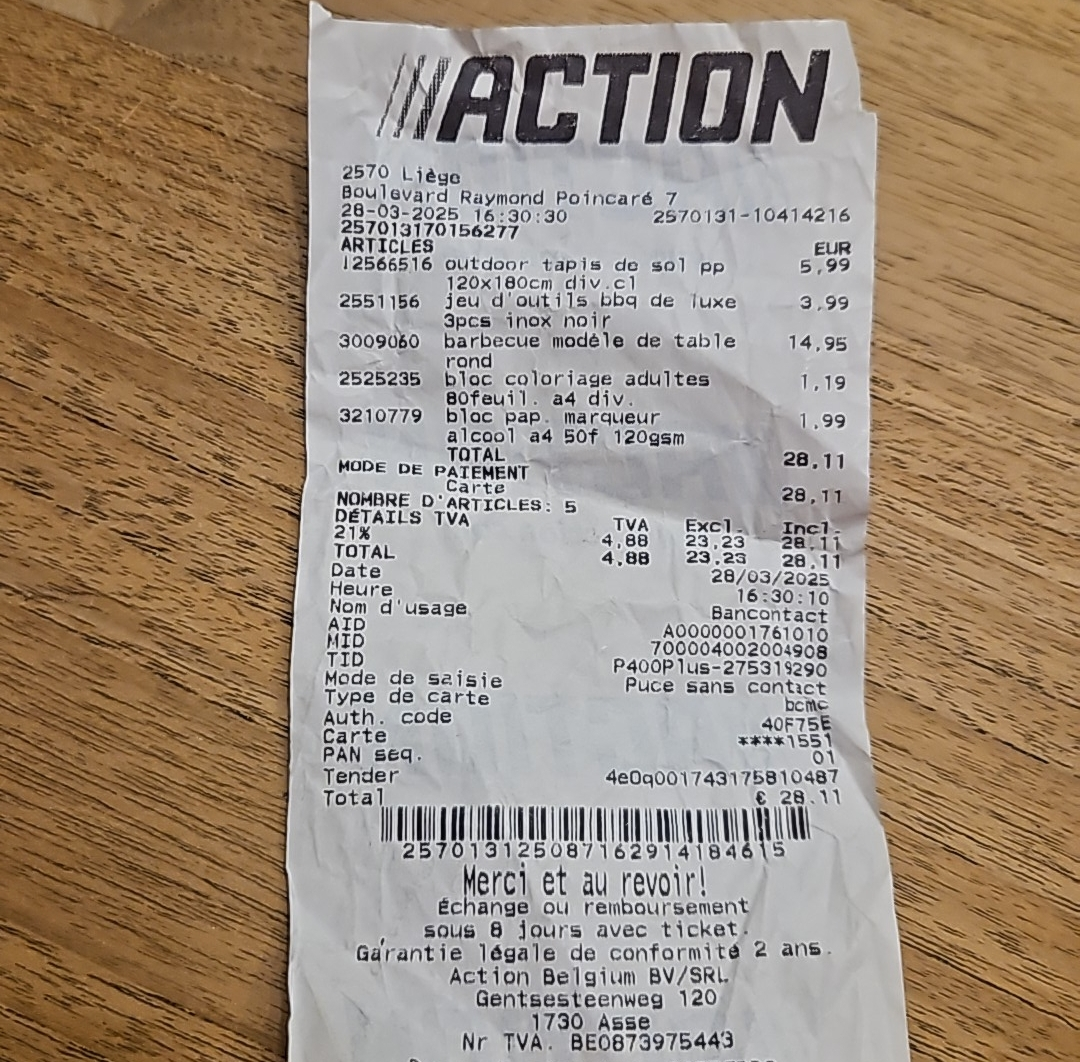 ACTION
2570 Liège
Boulevard Raymond Poincaré 7
28-03-2025 16:30:30 2570131-10414216
257013170156277
ARTICLES EUR
12566516 outdoor tapis de sol pp 5,99
120x180cm div.cl
2551156 jeu d'outils bbq de luxe 3,99
3pcs inox noir
3009060 barbecue modèle de table 14,95
rond
2525235 bloc coloriage adultes 1,19
80feuil. a4 div.
3210779 bloc pap. marqueur 1,99
alcool a4 50f 120gsm
TOTAL 28,11
MODE DE PAIEMENT
Carte 28,11
NOMBRE D'ARTICLES: 5
DÉTAILS TVA TVA Excl. Incl.
21% 4,88 23,23 28,11
TOTAL 4,88 23,23 28,11
Date 28/03/2025
Heure 16:30:10
Nom d'usage Bancontact
AID A0000001761010
MID 700004002004908
TID P400Plus-275319290
Mode de saisie Puce sans contact
Type de carte bcmc
Auth. code 40F75E
Carte ****1551
PAN seq. 01
Tender 4eOq001743175810487
Total € 28.11
257013125087162914184615
Merci et au revoir!
Échange ou remboursement
sous 8 jours avec ticket.
Garantie légale de conformité 2 ans.
Action Belgium BV/SRL
Gentsesteenweg 120
1730 Asse
Nr TVA. BE0873975443